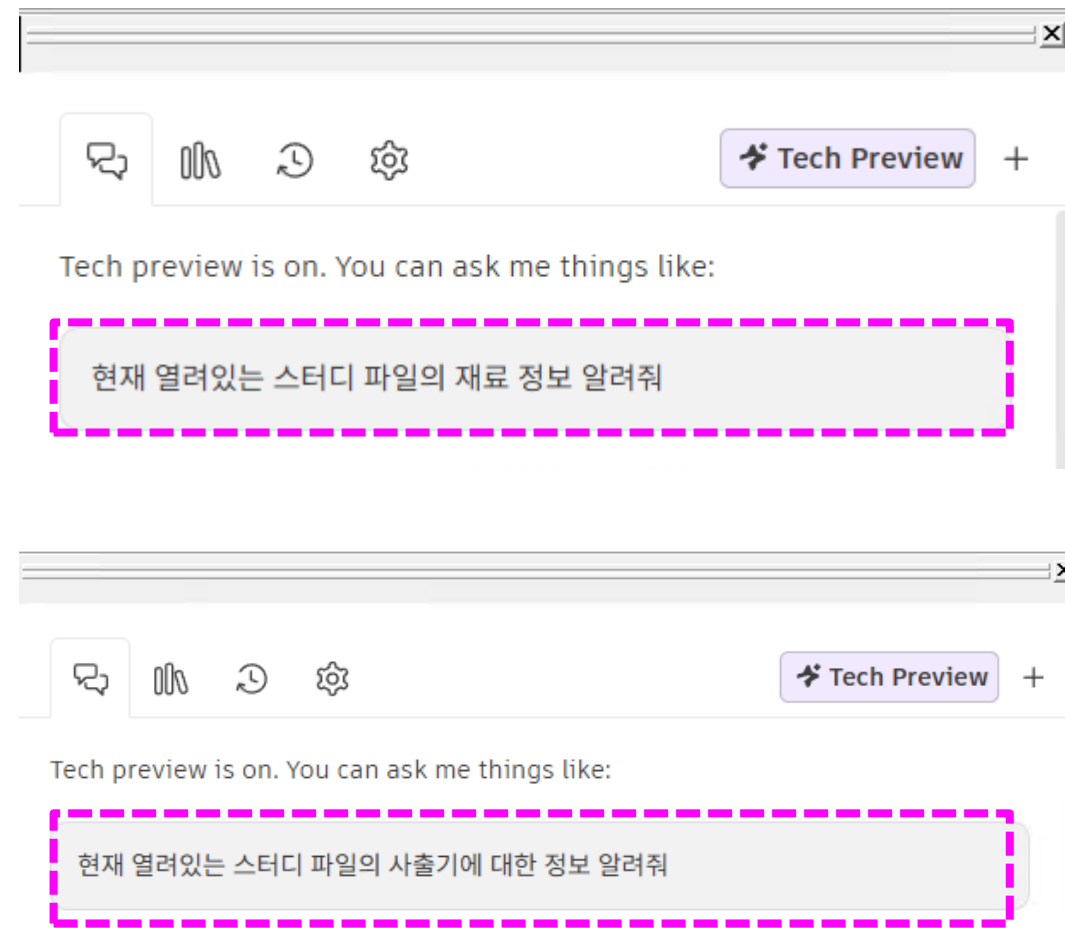 Tech Preview
Tech preview is on. You can ask me things like:
현재 열려있는 스터디 파일의 재료 정보 알려줘
Tech Preview
Tech preview is on. You can ask me things like:
현재 열려있는 스터디 파일의 사출기에 대한 정보 알려줘